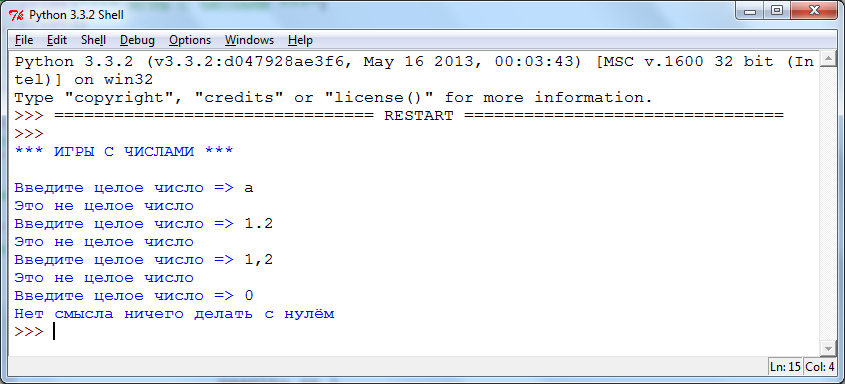 Python 3.3.2 Shell
File Edit Shell Debug Options Windows Help
Python 3.3.2 (v3.3.2:d047928ae3f6, May 16 2013, 00:03:43) [MSC v.1600 32 bit (In
tel)] on win32
Type "copyright", "credits" or "license()" for more information.
>>> ================================ RESTART ================================
>>>
*** ИГРЫ С ЧИСЛАМИ ***
Введите целое число => a
Это не целое число
Введите целое число => 1.2
Это не целое число
Введите целое число => 1,2
Это не целое число
Введите целое число => 0
Нет смысла ничего делать с нулём
>>>
Ln: 15 Col: 4